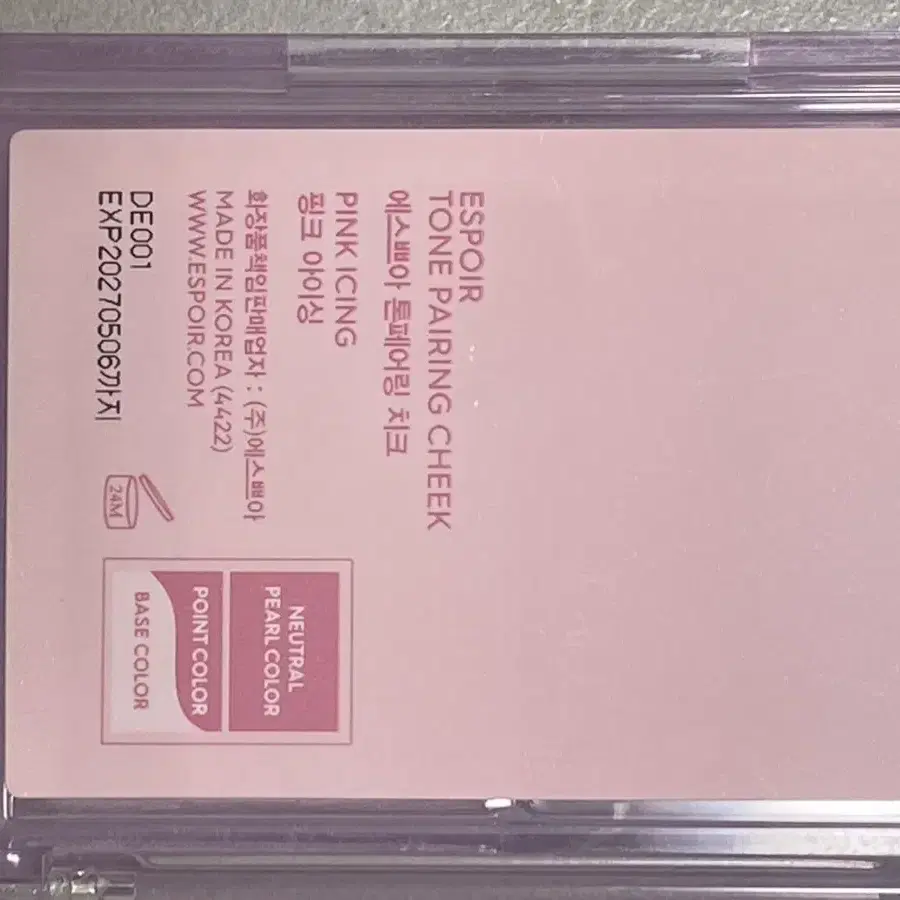 ESPOIR
TONE PAIRING CHEEK
에스쁘아 톤페어링 치크
PINK ICING
핑크 아이싱
화장품책임판매업자 : (주)에스쁘아
MADE IN KOREA (4422)
WWW.ESPOIR.COM
DE001
EXP20270506까지
24M
NEUTRAL
PEARL COLOR
POINT COLOR
BASE COLOR